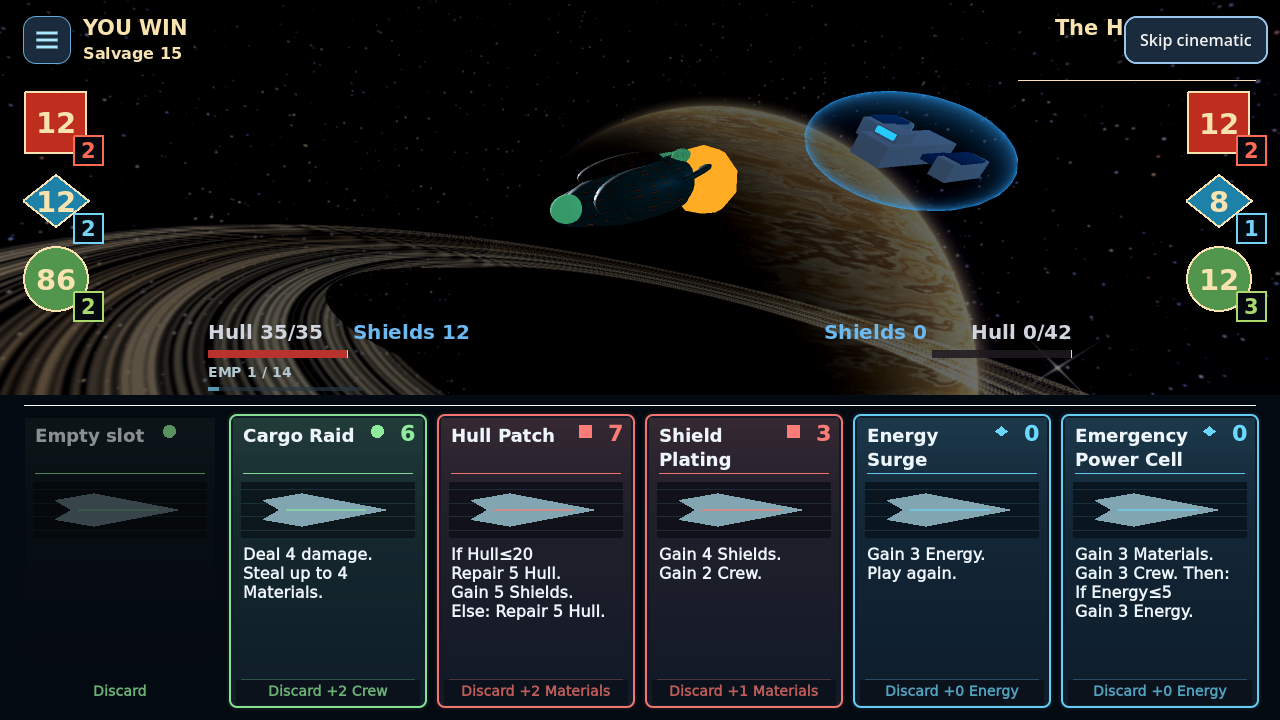 YOU WIN
Salvage 15
The H
Skip cinematic
12
2
12
2
86
2
12
2
8
1
12
3
Hull 35/35
Shields 12
EMP 1 / 14
Shields 0
Hull 0/42
Empty slot
Discard
Cargo Raid
6
Deal 4 damage.
Steal up to 4
Materials.
Discard +2 Crew
Hull Patch
7
If Hull≤20
Repair 5 Hull.
Gain 5 Shields.
Else: Repair 5 Hull.
Discard +2 Materials
Shield
Plating
3
Gain 4 Shields.
Gain 2 Crew.
Discard +1 Materials
Energy
Surge
0
Gain 3 Energy.
Play again.
Discard +0 Energy
Emergency
Power Cell
0
Gain 3 Materials.
Gain 3 Crew. Then:
If Energy≤5
Gain 3 Energy.
Discard +0 Energy